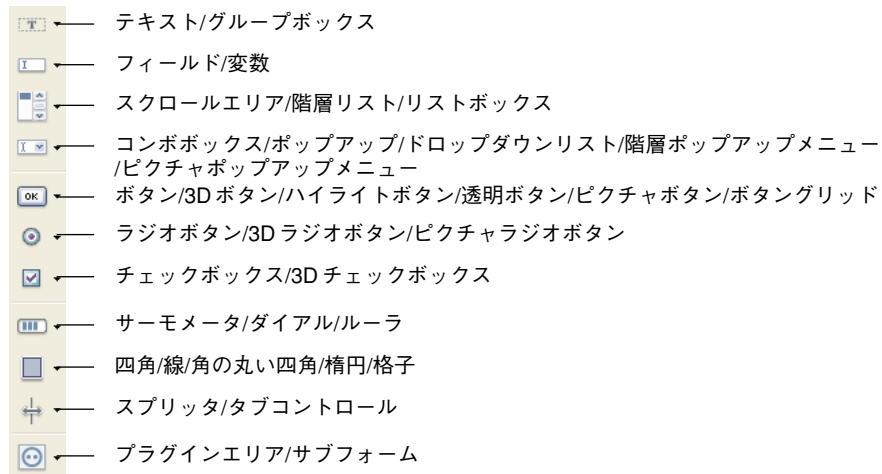 T テキスト/グループボックス
フィールド/変数
スクロールエリア/階層リスト/リストボックス
コンボボックス/ポップアップ/ドロップダウンリスト/階層ポップアップメニュー
/ピクチャポップアップメニュー
OK ボタン/3D ボタン/ハイライトボタン/透明ボタン/ピクチャボタン/ボタングリッド
ラジオボタン/3D ラジオボタン/ピクチャラジオボタン
チェックボックス/3D チェックボックス
サーモメータ/ダイアル/ルーラ
四角/線/角の丸い四角/楕円/格子
スプリッタ/タブコントロール
プラグインエリア/サブフォーム